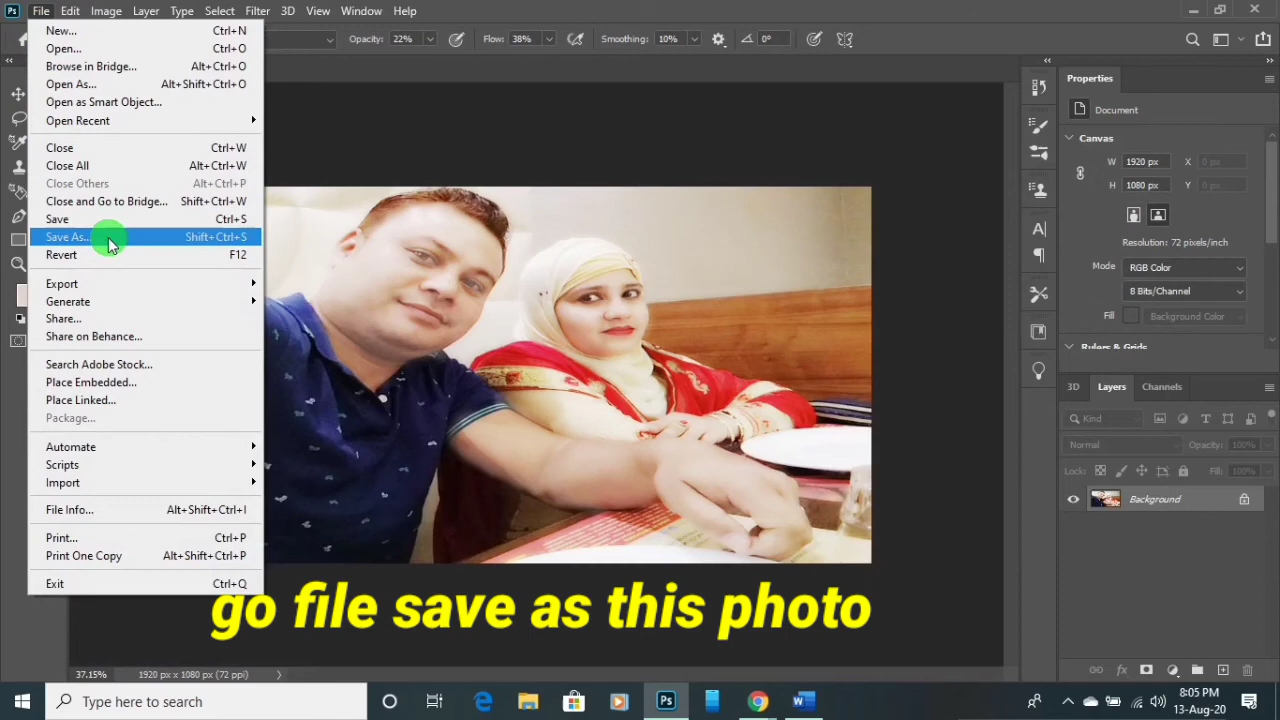 Ps File Edit Image Layer Type Select Filter 3D View Window Help
Opacity: 22% Flow: 38% Smoothing: 10% 0°
New... Ctrl+N
Open... Ctrl+O
Browse in Bridge... Alt+Ctrl+O
Open As... Alt+Shift+Ctrl+O
Open as Smart Object...
Open Recent
Close Ctrl+W
Close All Alt+Ctrl+W
Close Others Alt+Ctrl+P
Close and Go to Bridge... Shift+Ctrl+W
Save Ctrl+S
Save As... Shift+Ctrl+S
Revert F12
Export
Generate
Share...
Share on Behance...
Search Adobe Stock...
Place Embedded...
Place Linked...
Package...
Automate
Scripts
Import
File Info... Alt+Shift+Ctrl+I
Print... Ctrl+P
Print One Copy Alt+Shift+Ctrl+P
Exit Ctrl+Q
Properties
Document
Canvas
W 1920 px X 0 px
H 1080 px Y 0 px
Resolution: 72 pixels/inch
Mode RGB Color
8 Bits/Channel
Fill Background Color
Rulers & Grids
3D Layers Channels
Kind
Normal Opacity: 100%
Lock: Fill: 100%
Background
go file save as this photo
37.15% 1920 px x 1080 px (72 ppi)
Type here to search
Ps
8:05 PM
13-Aug-20